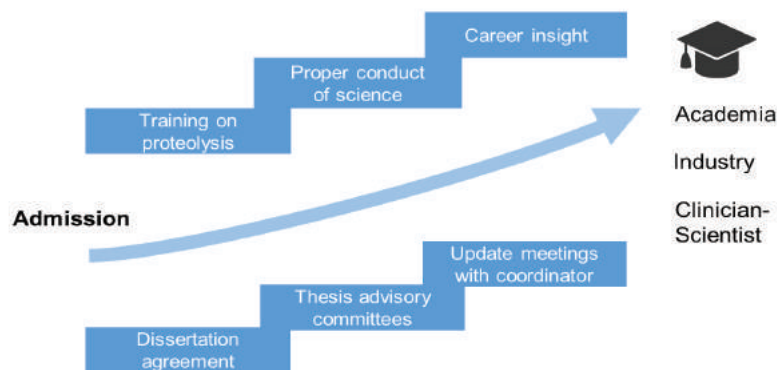 Career insight
Proper conduct
of science
Training on
proteolysis
Academia
Industry
Clinician-
Scientist
Admission
Update meetings
with coordinator
Thesis advisory
committees
Dissertation
agreement